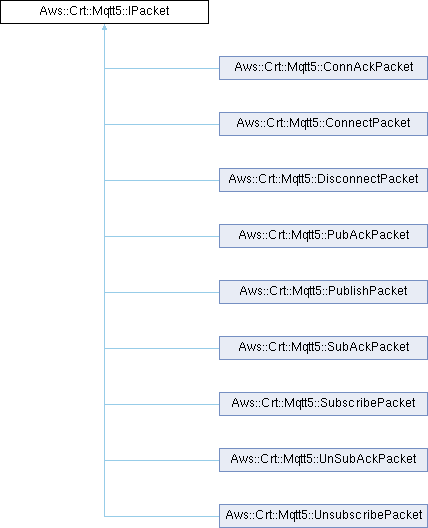 Aws::Crt::Mqtt5::IPacket
Aws::Crt::Mqtt5::ConnAckPacket
Aws::Crt::Mqtt5::ConnectPacket
Aws::Crt::Mqtt5::DisconnectPacket
Aws::Crt::Mqtt5::PubAckPacket
Aws::Crt::Mqtt5::PublishPacket
Aws::Crt::Mqtt5::SubAckPacket
Aws::Crt::Mqtt5::SubscribePacket
Aws::Crt::Mqtt5::UnSubAckPacket
Aws::Crt::Mqtt5::UnsubscribePacket